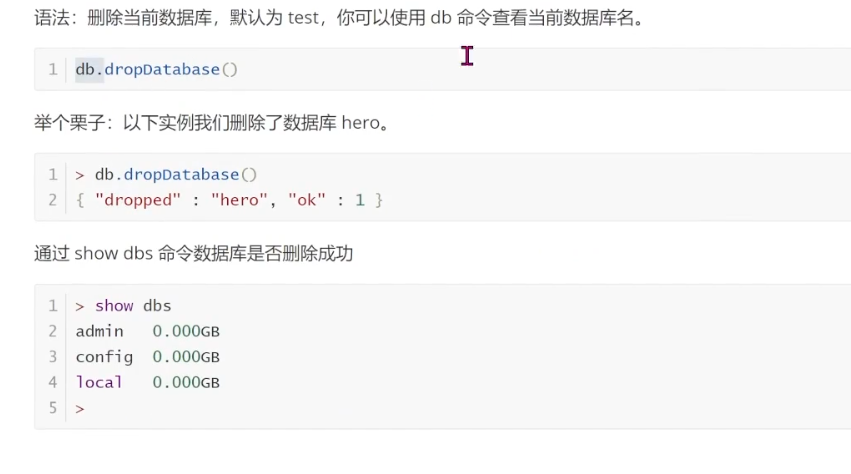 语法：删除当前数据库，默认为 test，你可以使用 db 命令查看当前数据库名。
1 db.dropDatabase()
举个栗子：以下实例我们删除了数据库 hero。
1 > db.dropDatabase()
2 { "dropped" : "hero", "ok" : 1 }
通过 show dbs 命令数据库是否删除成功
1 > show dbs
2 admin 0.000GB
3 config 0.000GB
4 local 0.000GB
5 >